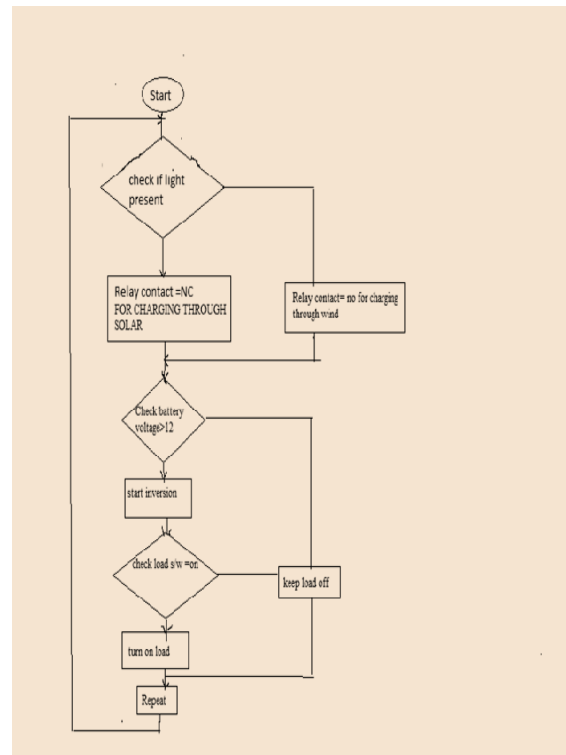 Start
check if light
present
Relay contact =NC
FOR CHARGING THROUGH
SOLAR
Relay contact= no for charging
through wind
Check battery
voltage>12
start inversion
check load s/w =on
keep load off
turn on load
Repeat